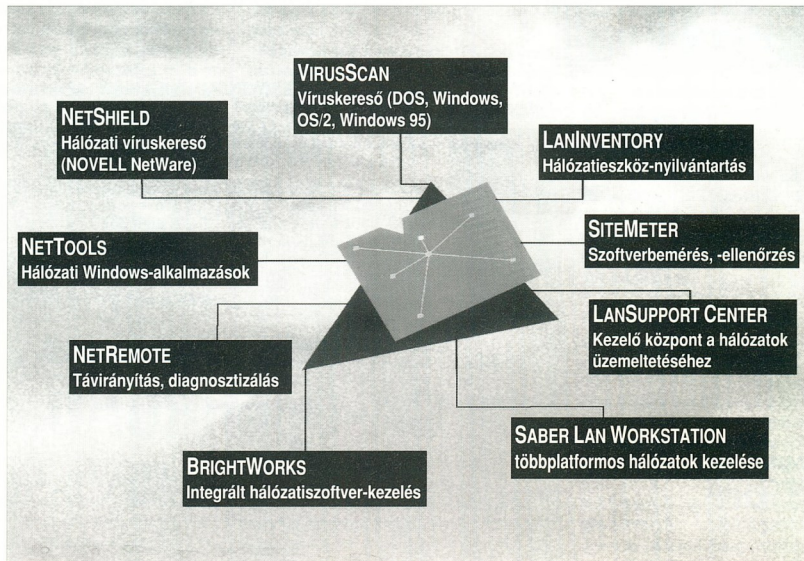 VIRUSSCAN
Víruskereső (DOS, Windows,
OS/2, Windows 95)
NETSHIELD
Hálózati víruskereső
(NOVELL NetWare)
LANINVENTORY
Hálózatieszköz-nyilvántartás
NETTOOLS
Hálózati Windows-alkalmazások
SITEMETER
Szoftverbemérés, -ellenőrzés
LANSUPPORT CENTER
Kezelő központ a hálózatok
üzemeltetéséhez
NETREMOTE
Távirányítás, diagnosztizálás
SABER LAN WORKSTATION
többplatformos hálózatok kezelése
BRIGHTWORKS
Integrált hálózatiszoftver-kezelés